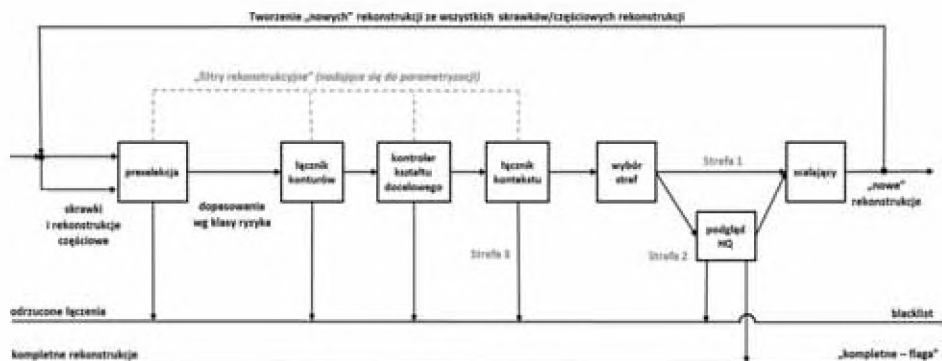 Tworzenie „nowych” rekonstrukcji ze wszystkich skrawków/częściowych rekonstrukcji
„filtry rekonstrukcyjne” (nadające się do parametryzacji)
preselekcja
łącznik
konturów
kontroler
kształtu
docelowego
łącznik
kontekstu
wybór
stref
Strefa 1
scalający
skrawki
i rekonstrukcje
częściowe
dopasowania
wg klasy ryzyka
Strefa 3
Strefa 2
podgląd
HQ
„nowe”
rekonstrukcje
odrzucone łączenia
blacklist
kompletne rekonstrukcje
„kompletne – flaga”